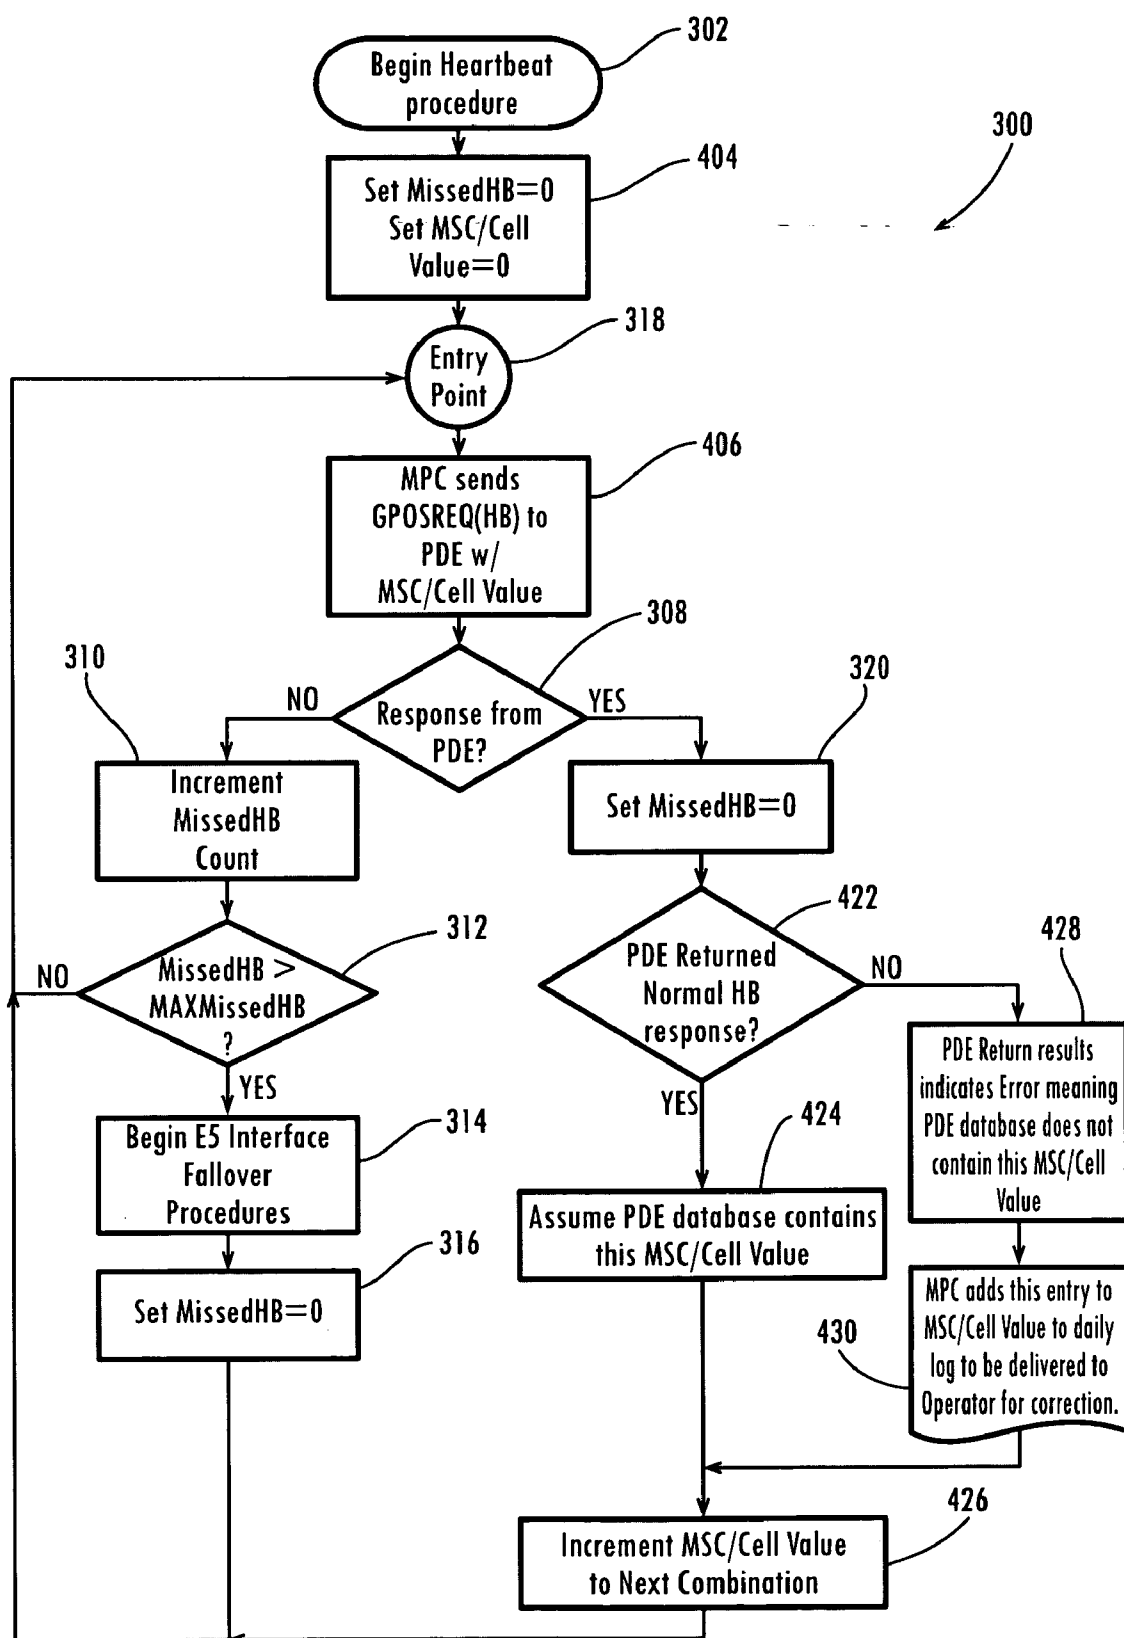 302
Begin Heartbeat
procedure
300
404
Set MissedHB=0
Set MSC/Cell
Value=0
318
Entry
Point
406
MPC sends
GPOSREQ(HB) to
PDE w/
MSC/Cell Value
308
310
320
NO
YES
Response from
PDE?
Increment
MissedHB
Count
Set MissedHB=0
422
312
428
NO
MissedHB >
MAXMissedHB
?
PDE Returned
Normal HB
response?
NO
YES
PDE Return results
indicates Error meaning
PDE database does not
contain this MSC/Cell
Value
YES
424
314
Begin E5 Interface
Fallover
Procedures
Assume PDE database contains
this MSC/Cell Value
316
Set MissedHB=0
430
MPC adds this entry to
MSC/Cell Value to daily
log to be delivered to
Operator for correction.
426
Increment MSC/Cell Value
to Next Combination